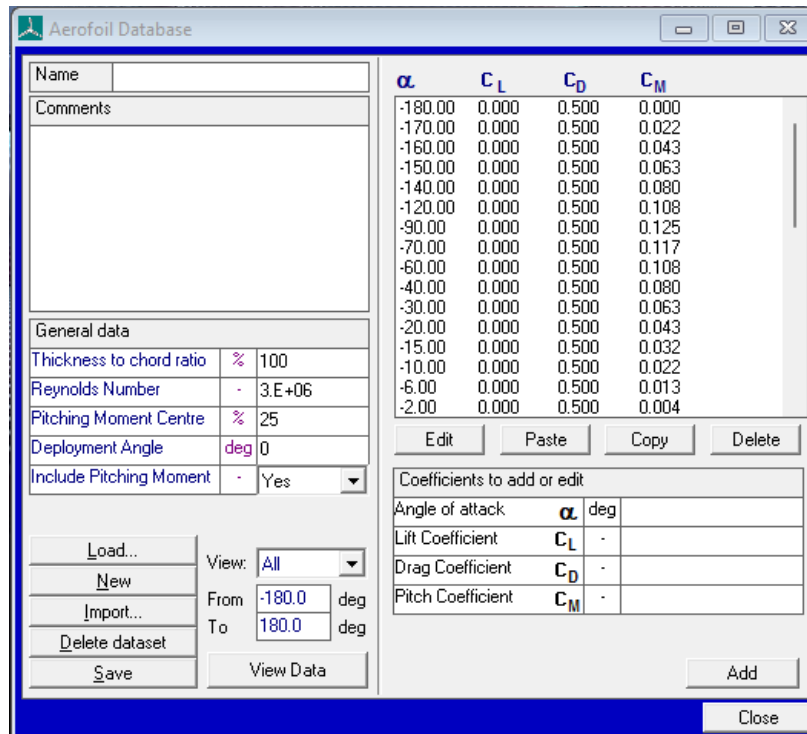 Aerofoil Database
Name
Comments
General data
Thickness to chord ratio % 100
Reynolds Number - 3.E+06
Pitching Moment Centre % 25
Deployment Angle deg 0
Include Pitching Moment - Yes
Load...
New
Import...
Delete dataset
Save
View: All
From -180.0 deg
To 180.0 deg
View Data
α CL CD CM
-180.00 0.000 0.500 0.000
-170.00 0.000 0.500 0.022
-160.00 0.000 0.500 0.043
-150.00 0.000 0.500 0.063
-140.00 0.000 0.500 0.080
-120.00 0.000 0.500 0.108
-90.00 0.000 0.500 0.125
-70.00 0.000 0.500 0.117
-60.00 0.000 0.500 0.108
-40.00 0.000 0.500 0.080
-30.00 0.000 0.500 0.063
-20.00 0.000 0.500 0.043
-15.00 0.000 0.500 0.032
-10.00 0.000 0.500 0.022
-6.00 0.000 0.500 0.013
-2.00 0.000 0.500 0.004
Edit Paste Copy Delete
Coefficients to add or edit
Angle of attack α deg
Lift Coefficient CL -
Drag Coefficient CD -
Pitch Coefficient CM -
Add
Close